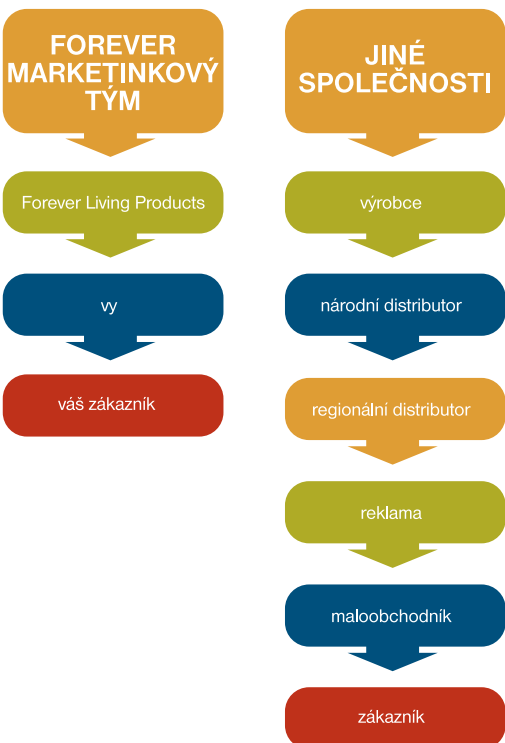 FOREVER
MARKETINKOVÝ
TÝM
Forever Living Products
vy
váš zákazník
JINÉ
SPOLEČNOSTI
výrobce
národní distributor
regionální distributor
reklama
maloobchodník
zákazník